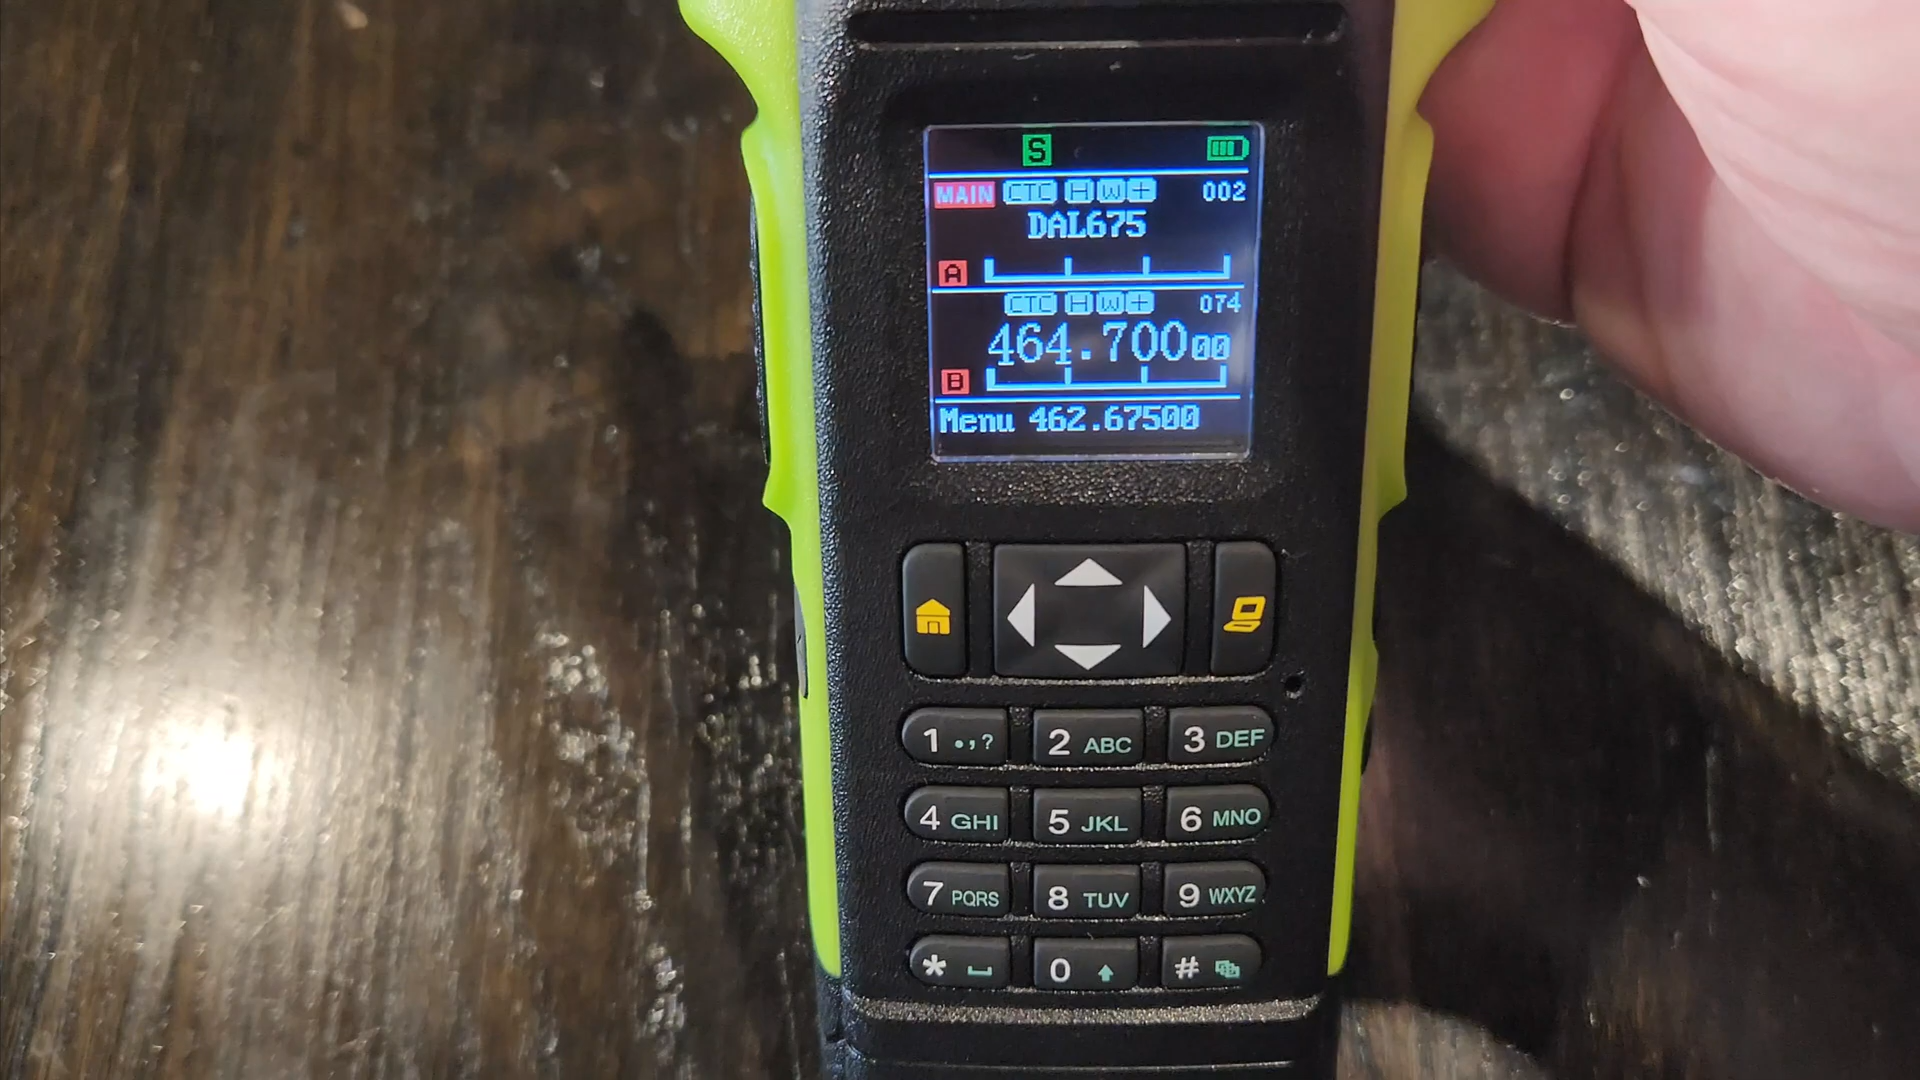 S
MAIN CTC H W + 002
DAL675
A
CTC H W + 074
464.70000
B
Menu 462.67500
1 .,?
2 ABC
3 DEF
4 GHI
5 JKL
6 MNO
7 PQRS
8 TUV
9 WXYZ
*
0
#